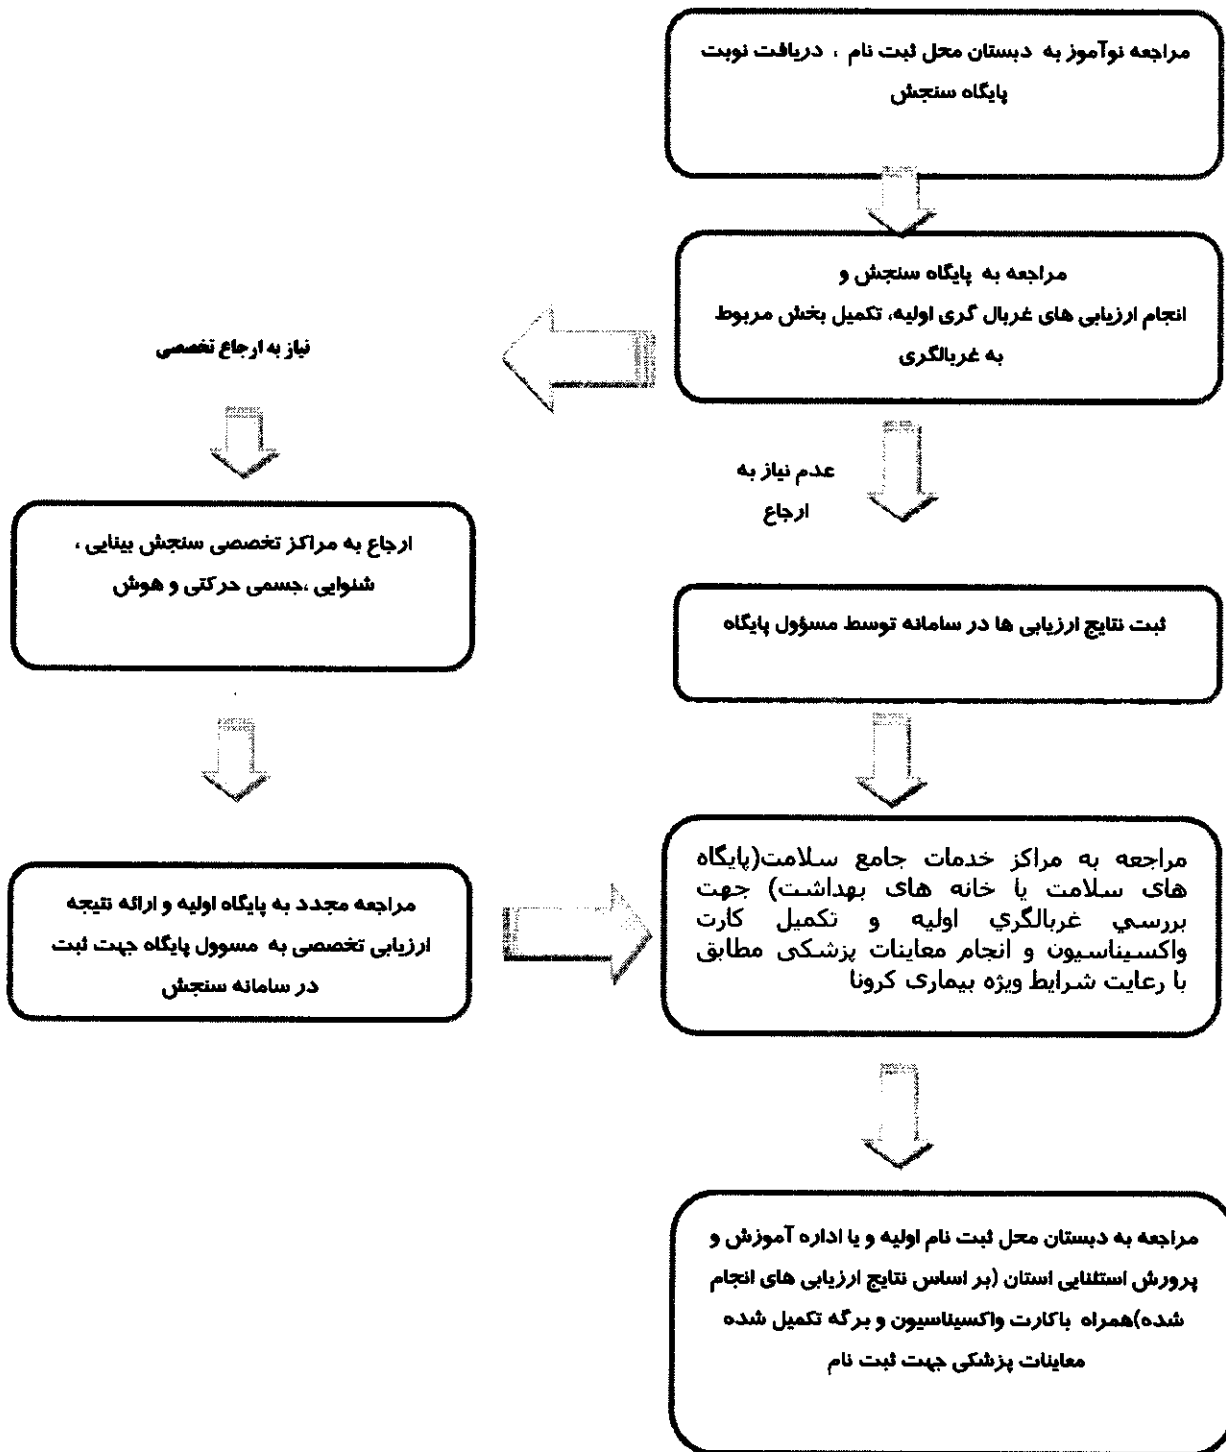 مراجعه نوآموز به دبستان محل ثبت نام ، دریافت نوبت
پایگاه سنجش
مراجعه به پایگاه سنجش و
انجام ارزیابی های غربال گری اولیه، تکمیل بخش مربوط
به غربالگری
نیاز به ارجاع تخصصی
عدم نیاز به
ارجاع
ارجاع به مراکز تخصصی سنجش بینایی ،
شنوایی ،جسمی حرکتی و هوش
ثبت نتایج ارزیابی ها در سامانه توسط مسؤول پایگاه
مراجعه مجدد به پایگاه اولیه و ارائه نتیجه
ارزیابی تخصصی به مسوول پایگاه جهت ثبت
در سامانه سنجش
مراجعه به مراکز خدمات جامع سلامت(پایگاه
های سلامت یا خانه های بهداشت) جهت
بررسي غربالگري اولیه و تکمیل کارت
واکسیناسیون و انجام معاینات پزشکی مطابق
با رعایت شرایط ویژه بیماری کرونا
مراجعه به دبستان محل ثبت نام اولیه و یا اداره آموزش و
پرورش استثنایی استان (بر اساس نتایج ارزیابی های انجام
شده)همراه باکارت واکسیناسیون و برگه تکمیل شده
معاینات پزشکی جهت ثبت نام